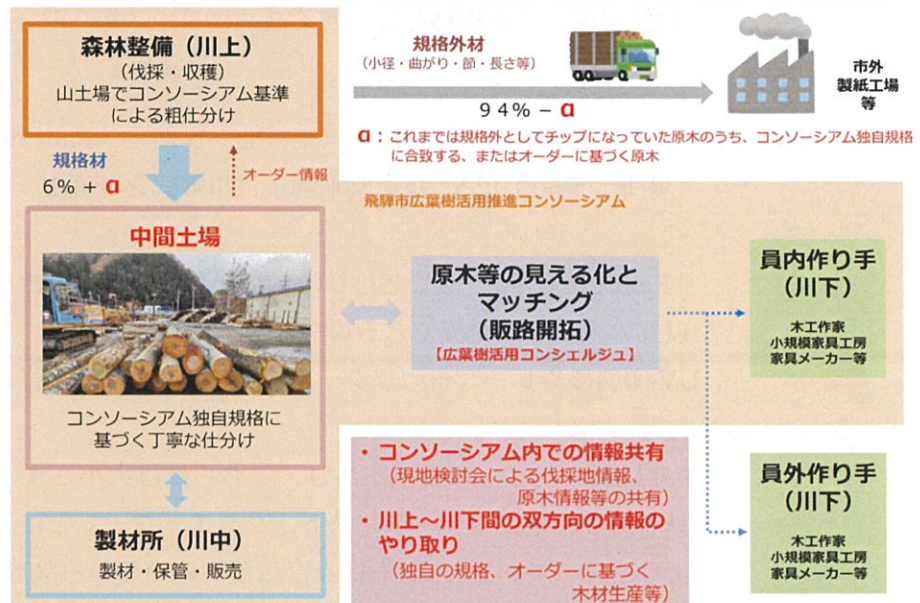 森林整備（川上）
（伐採・収穫）
山土場でコンソーシアム基準
による粗仕分け
規格外材
（小径・曲がり・節・長さ等）
94%－α
市外
製紙工場
等
α：これまでは規格外としてチップになっていた原木のうち、コンソーシアム独自規格
に合致する、またはオーダーに基づく原木
規格材
6%+α
オーダー情報
飛騨市広葉樹活用推進コンソーシアム
中間土場
コンソーシアム独自規格に
基づく丁寧な仕分け
原木等の見える化と
マッチング
（販路開拓）
【広葉樹活用コンシェルジュ】
員内作り手
（川下）
木工作家
小規模家具工房
家具メーカー等
製材所（川中）
製材・保管・販売
・コンソーシアム内での情報共有
（現地検討会による伐採地情報、
原木情報等の共有）
・川上～川下間の双方向の情報の
やり取り
（独自の規格、オーダーに基づく
木材生産等）
員外作り手
（川下）
木工作家
小規模家具工房
家具メーカー等